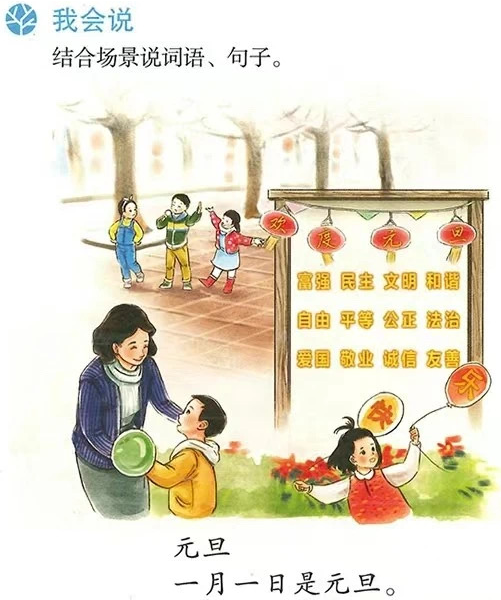 我会说
结合场景说词语、句子。
欢度元旦
富强 民主 文明 和谐
自由 平等 公正 法治
爱国 敬业 诚信 友善
快乐
元旦
一月一日是元旦。